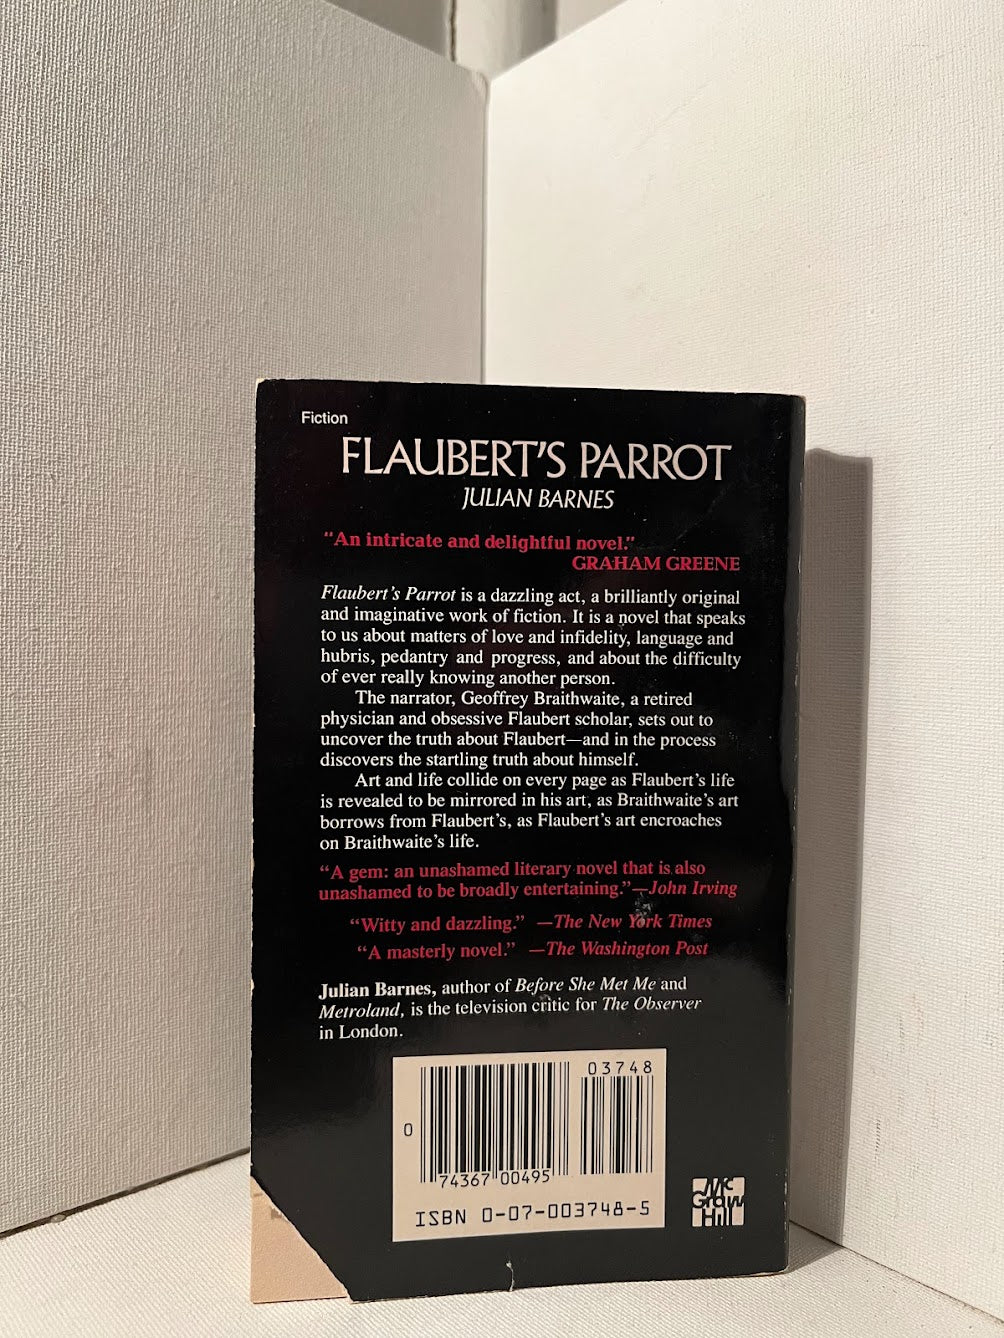 Fiction
FLAUBERT'S PARROT
JULIAN BARNES
“An intricate and delightful novel.”
GRAHAM GREENE
Flaubert's Parrot is a dazzling act, a brilliantly original
and imaginative work of fiction. It is a novel that speaks
to us about matters of love and infidelity, language and
hubris, pedantry and progress, and about the difficulty
of ever really knowing another person.
The narrator, Geoffrey Braithwaite, a retired
physician and obsessive Flaubert scholar, sets out to
uncover the truth about Flaubert—and in the process
discovers the startling truth about himself.
Art and life collide on every page as Flaubert's life
is revealed to be mirrored in his art, as Braithwaite's art
borrows from Flaubert's, as Flaubert's art encroaches
on Braithwaite's life.
“A gem: an unashamed literary novel that is also
unashamed to be broadly entertaining.”—John Irving
“Witty and dazzling.” —The New York Times
“A masterly novel.” —The Washington Post
Julian Barnes, author of Before She Met Me and
Metroland, is the television critic for The Observer
in London.
03748
0
74367 00495
ISBN 0-07-003748-5
Mc
Graw
Hill